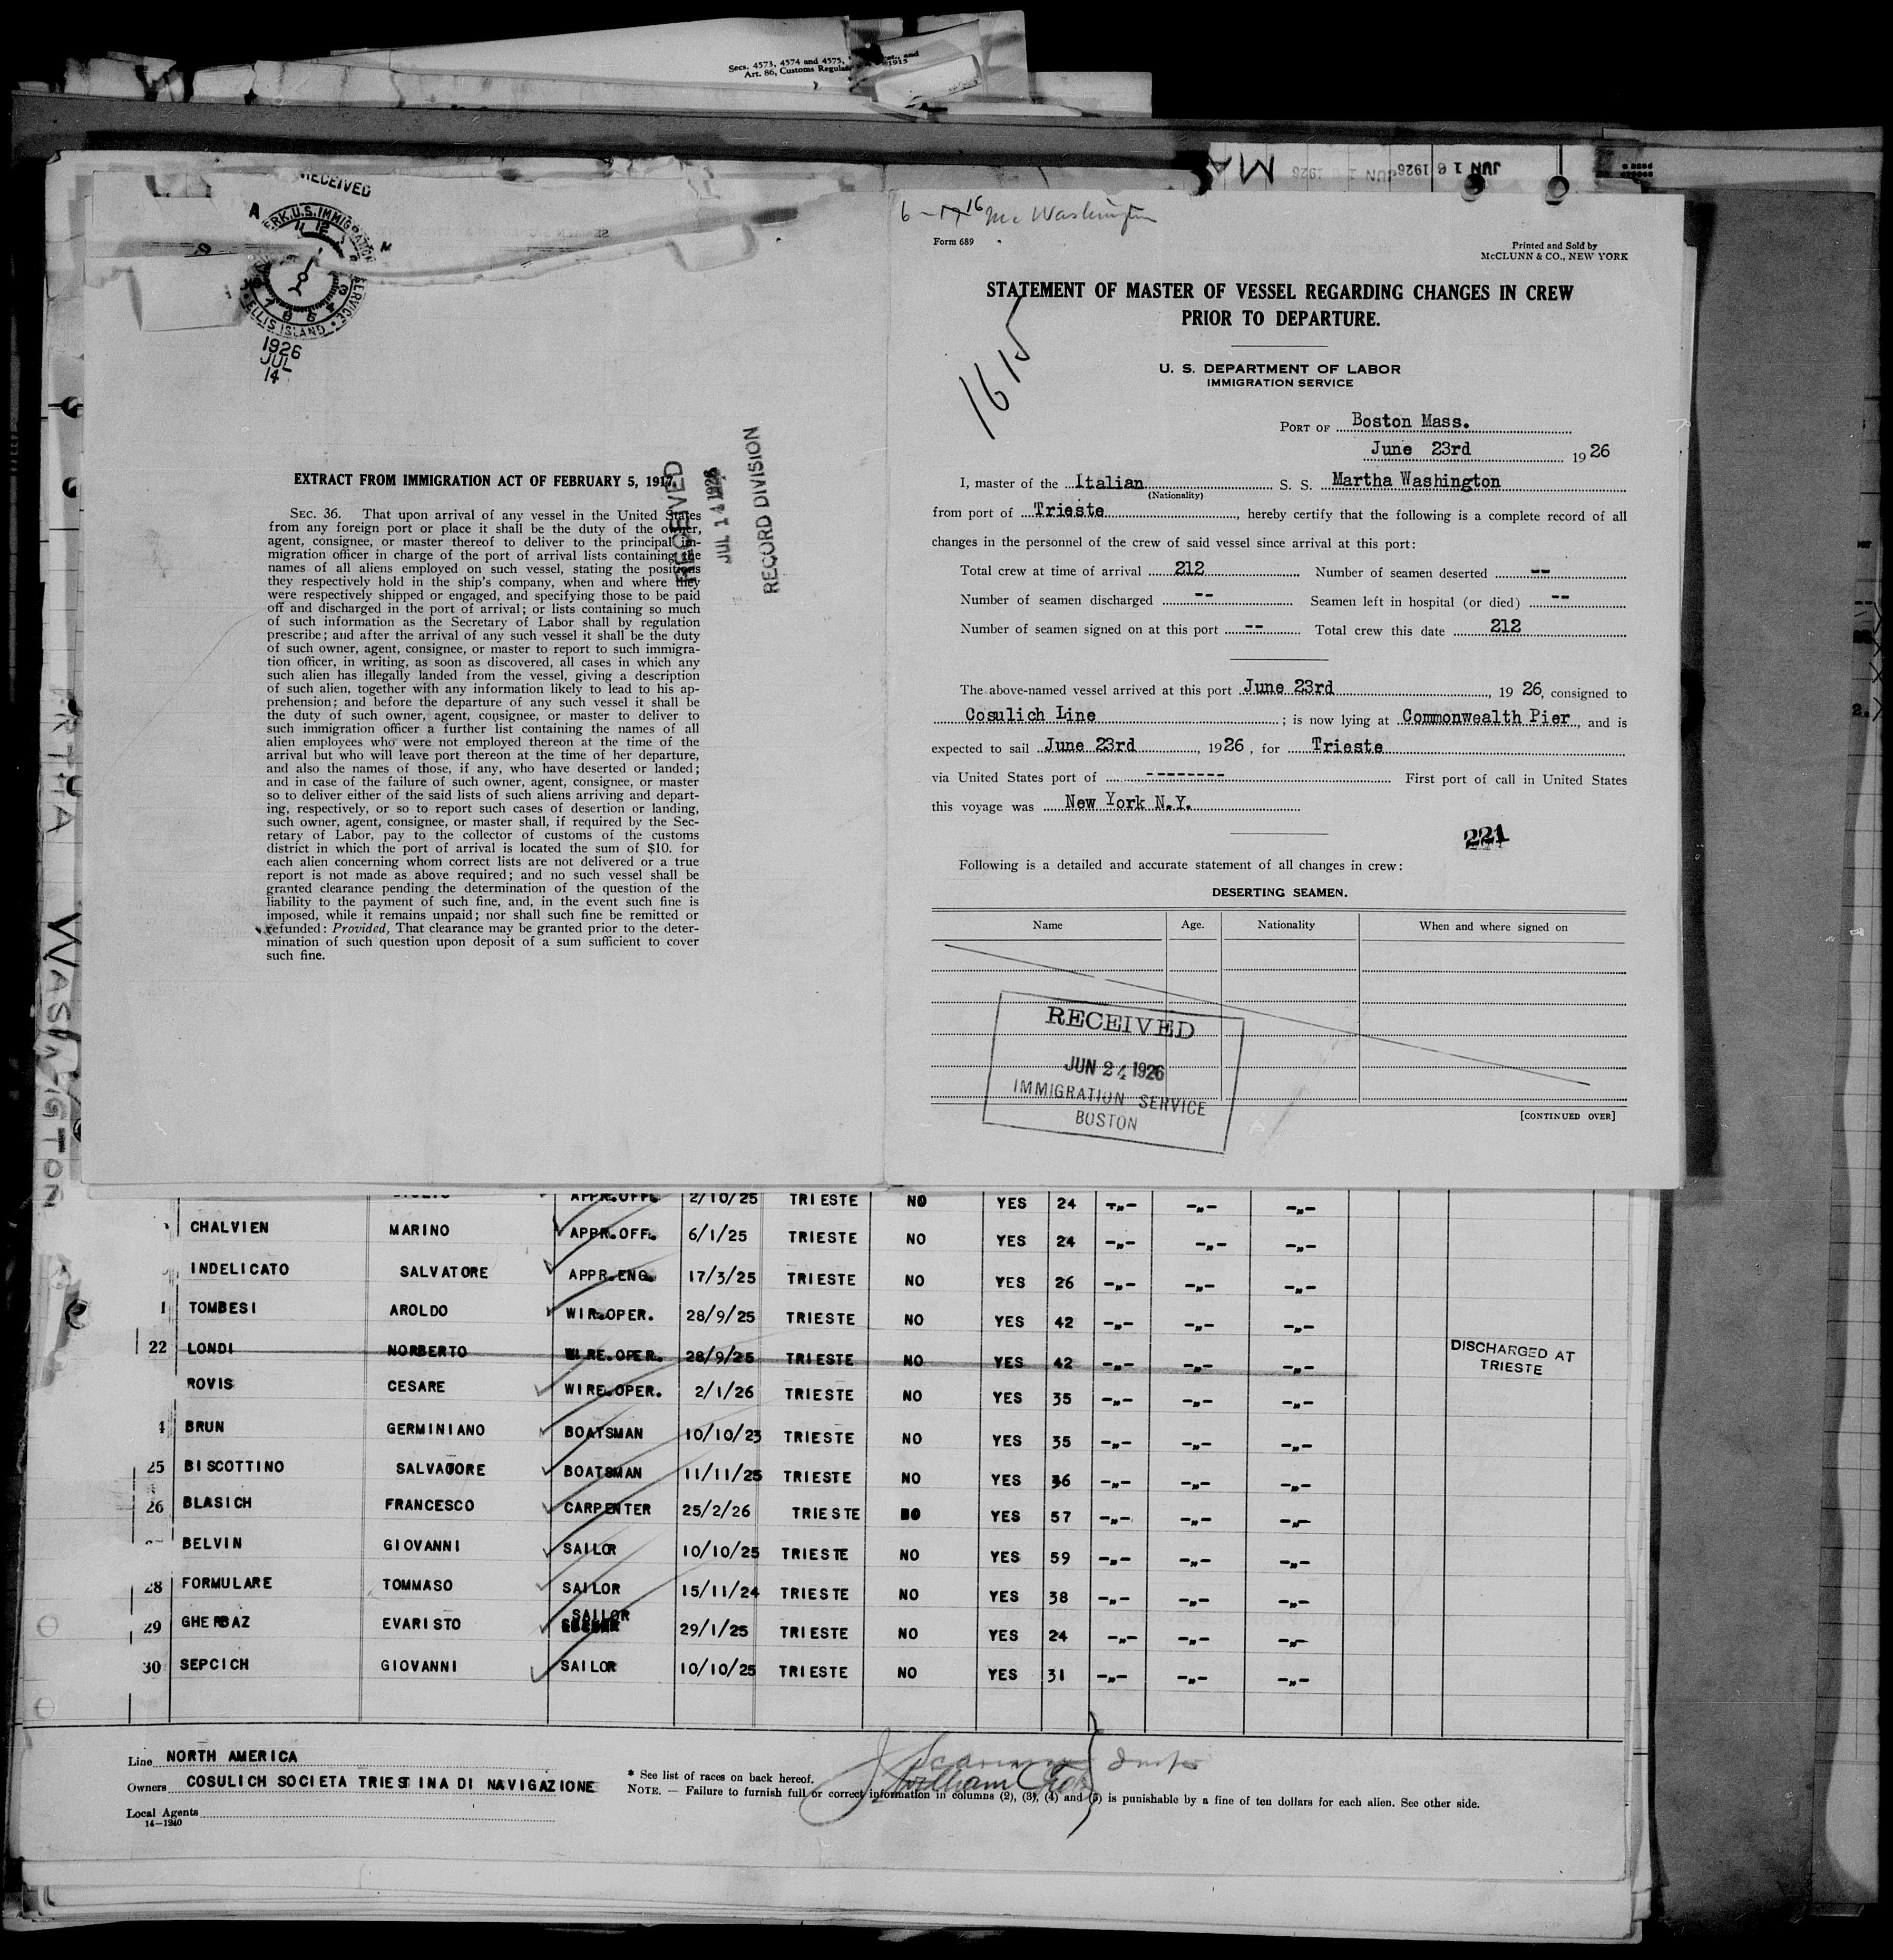 Secs. 4573, 4574 and 4575,
Art. 86, Customs Regula
1915
JUN 16 1926
RECEIVED
CLERK, U.S. IMMIGRATION SERVICE
ELLIS ISLAND
1926
JUL
14
EXTRACT FROM IMMIGRATION ACT OF FEBRUARY 5, 1917.
SEC. 36. That upon arrival of any vessel in the United States
from any foreign port or place it shall be the duty of the owner,
agent, consignee, or master thereof to deliver to the principal im-
migration officer in charge of the port of arrival lists containing the
names of all aliens employed on such vessel, stating the positions
they respectively hold in the ship's company, when and where they
were respectively shipped or engaged, and specifying those to be paid
off and discharged in the port of arrival; or lists containing so much
of such information as the Secretary of Labor shall by regulation
prescribe; and after the arrival of any such vessel it shall be the duty
of such owner, agent, consignee, or master to report to such immigra-
tion officer, in writing, as soon as discovered, all cases in which any
such alien has illegally landed from the vessel, giving a description
of such alien, together with any information likely to lead to his ap-
prehension; and before the departure of any such vessel it shall be
the duty of such owner, agent, consignee, or master to deliver to
such immigration officer a further list containing the names of all
alien employees who were not employed thereon at the time of the
arrival but who will leave port thereon at the time of her departure,
and also the names of those, if any, who have deserted or landed;
and in case of the failure of such owner, agent, consignee, or master
so to deliver either of the said lists of such aliens arriving and depart-
ing, respectively, or so to report such cases of desertion or landing,
such owner, agent, consignee, or master shall, if required by the Sec-
retary of Labor, pay to the collector of customs of the customs
district in which the port of arrival is located the sum of $10. for
each alien concerning whom correct lists are not delivered or a true
report is not made as above required; and no such vessel shall be
granted clearance pending the determination of the question of the
liability to the payment of such fine, and, in the event such fine is
imposed, while it remains unpaid; nor shall such fine be remitted or
refunded: Provided, That clearance may be granted prior to the deter-
mination of such question upon deposit of a sum sufficient to cover
such fine.
RECEIVED
JUL 14 1926
RECORD DIVISION
RTHA WASHINGTON
6-17 16 Mc Washington
Form 689
Printed and Sold by
McCLUNN & CO., NEW YORK
STATEMENT OF MASTER OF VESSEL REGARDING CHANGES IN CREW
PRIOR TO DEPARTURE.
1615
U. S. DEPARTMENT OF LABOR
IMMIGRATION SERVICE
PORT OF Boston Mass.
June 23rd 1926
I, master of the Italian S. S. Martha Washington
(Nationality)
from port of Trieste, hereby certify that the following is a complete record of all
changes in the personnel of the crew of said vessel since arrival at this port:
Total crew at time of arrival 212 Number of seamen deserted --
Number of seamen discharged -- Seamen left in hospital (or died) --
Number of seamen signed on at this port -- Total crew this date 212
The above-named vessel arrived at this port June 23rd, 1926, consigned to
Cosulich Line; is now lying at Commonwealth Pier, and is
expected to sail June 23rd, 1926, for Trieste
via United States port of -------- First port of call in United States
this voyage was New York N.Y.
221
Following is a detailed and accurate statement of all changes in crew:
DESERTING SEAMEN.
Name Age. Nationality When and where signed on
RECEIVED
JUN 24 1926
IMMIGRATION SERVICE
BOSTON
[CONTINUED OVER]
APPR.OFF. 2/10/25 TRIESTE NO YES 24 -"- -"- -"-
CHALVIEN MARINO APPR.OFF. 6/1/25 TRIESTE NO YES 24 -"- -"- -"-
INDELICATO SALVATORE APPR.ENG. 17/3/25 TRIESTE NO YES 26 -"- -"- -"-
1 TOMBESI AROLDO WIR.OPER. 28/9/25 TRIESTE NO YES 42 -"- -"- -"-
22 LONDI NORBERTO WIRE.OPER. 28/9/25 TRIESTE NO YES 42 -"- -"- -"- DISCHARGED AT
TRIESTE
ROVIS CESARE WIRE.OPER. 2/1/26 TRIESTE NO YES 35 -"- -"- -"-
4 BRUN GERMINIANO BOATSMAN 10/10/23 TRIESTE NO YES 35 -"- -"- -"-
25 BISCOTTINO SALVATORE BOATSMAN 11/11/25 TRIESTE NO YES 36 -"- -"- -"-
26 BLASICH FRANCESCO CARPENTER 25/2/26 TRIESTE NO YES 57 -"- -"- -"-
BELVIN GIOVANNI SAILOR 10/10/25 TRIESTE NO YES 59 -"- -"- -"-
28 FORMULARE TOMMASO SAILOR 15/11/24 TRIESTE NO YES 38 -"- -"- -"-
29 GHERBAZ EVARISTO SAILOR 29/1/25 TRIESTE NO YES 24 -"- -"- -"-
30 SEPCICH GIOVANNI SAILOR 10/10/25 TRIESTE NO YES 31 -"- -"- -"-
Line NORTH AMERICA
Owners COSULICH SOCIETA TRIESTINA DI NAVIGAZIONE
Local Agents
14-1240
* See list of races on back hereof.
NOTE. — Failure to furnish full or correct information in columns (2), (3), (4) and (5) is punishable by a fine of ten dollars for each alien. See other side.
William